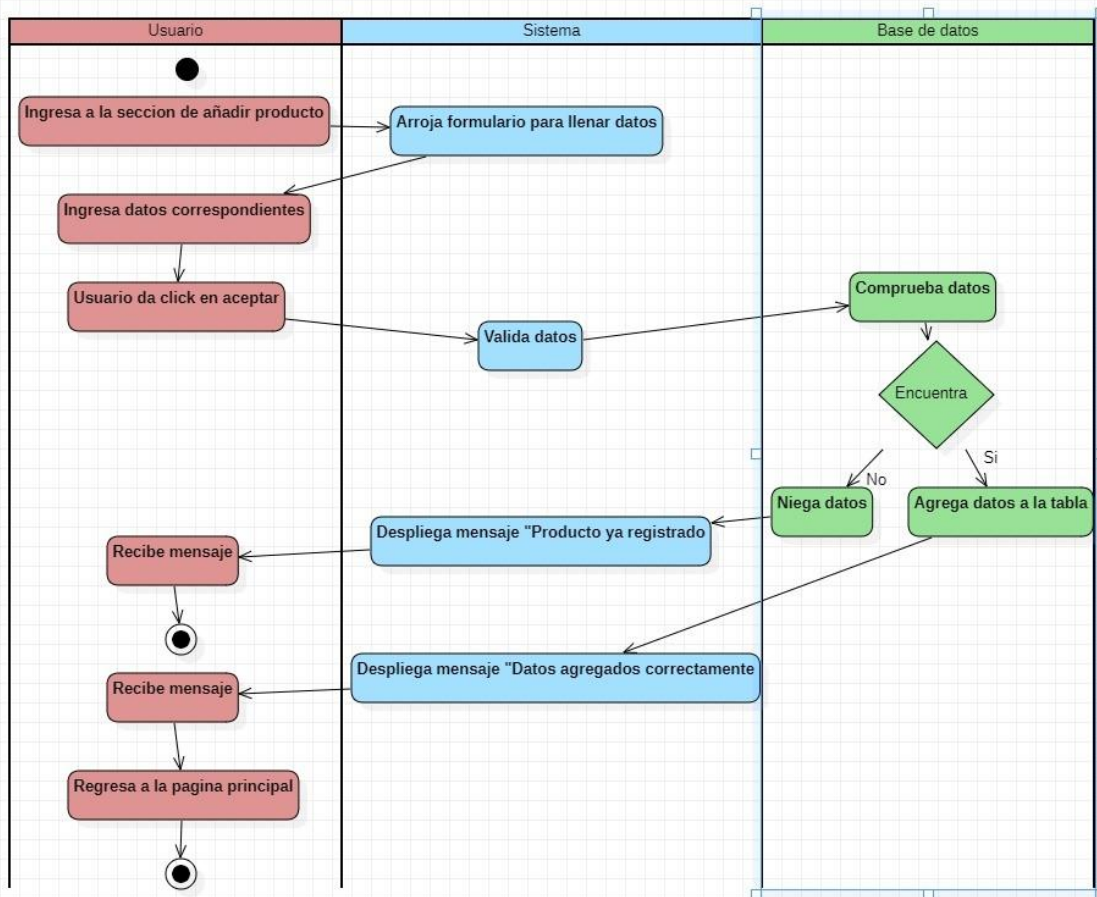 Usuario
Sistema
Base de datos
Ingresa a la seccion de añadir producto
Arroja formulario para llenar datos
Ingresa datos correspondientes
Usuario da click en aceptar
Valida datos
Comprueba datos
Encuentra
Si
No
Niega datos
Agrega datos a la tabla
Despliega mensaje "Producto ya registrado
Recibe mensaje
Despliega mensaje "Datos agregados correctamente
Recibe mensaje
Regresa a la pagina principal